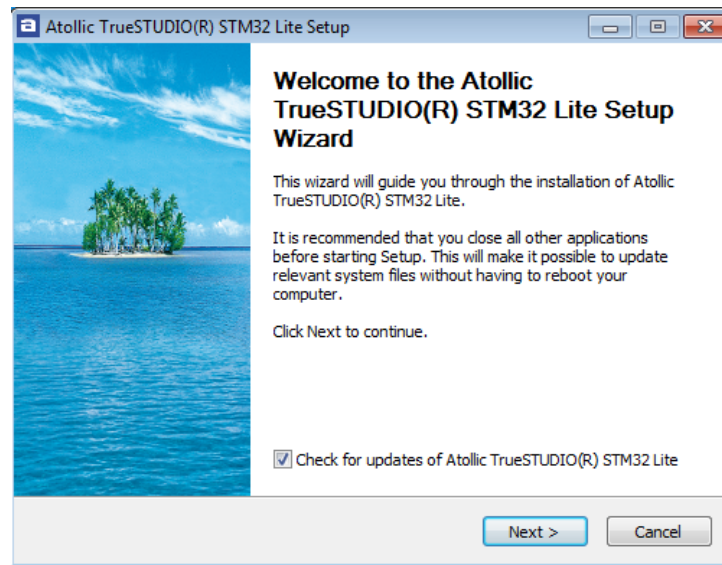 a Atollic TrueSTUDIO(R) STM32 Lite Setup
Welcome to the Atollic
TrueSTUDIO(R) STM32 Lite Setup
Wizard
This wizard will guide you through the installation of Atollic
TrueSTUDIO(R) STM32 Lite.
It is recommended that you close all other applications
before starting Setup. This will make it possible to update
relevant system files without having to reboot your
computer.
Click Next to continue.
Check for updates of Atollic TrueSTUDIO(R) STM32 Lite
Next > Cancel